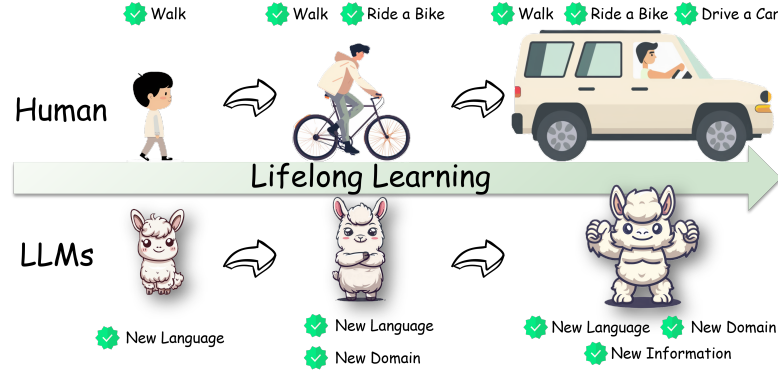 Walk
Walk Ride a Bike
Walk Ride a Bike Drive a Car
Human
Lifelong Learning
LLMs
New Language
New Language
New Domain
New Language New Domain
New Information